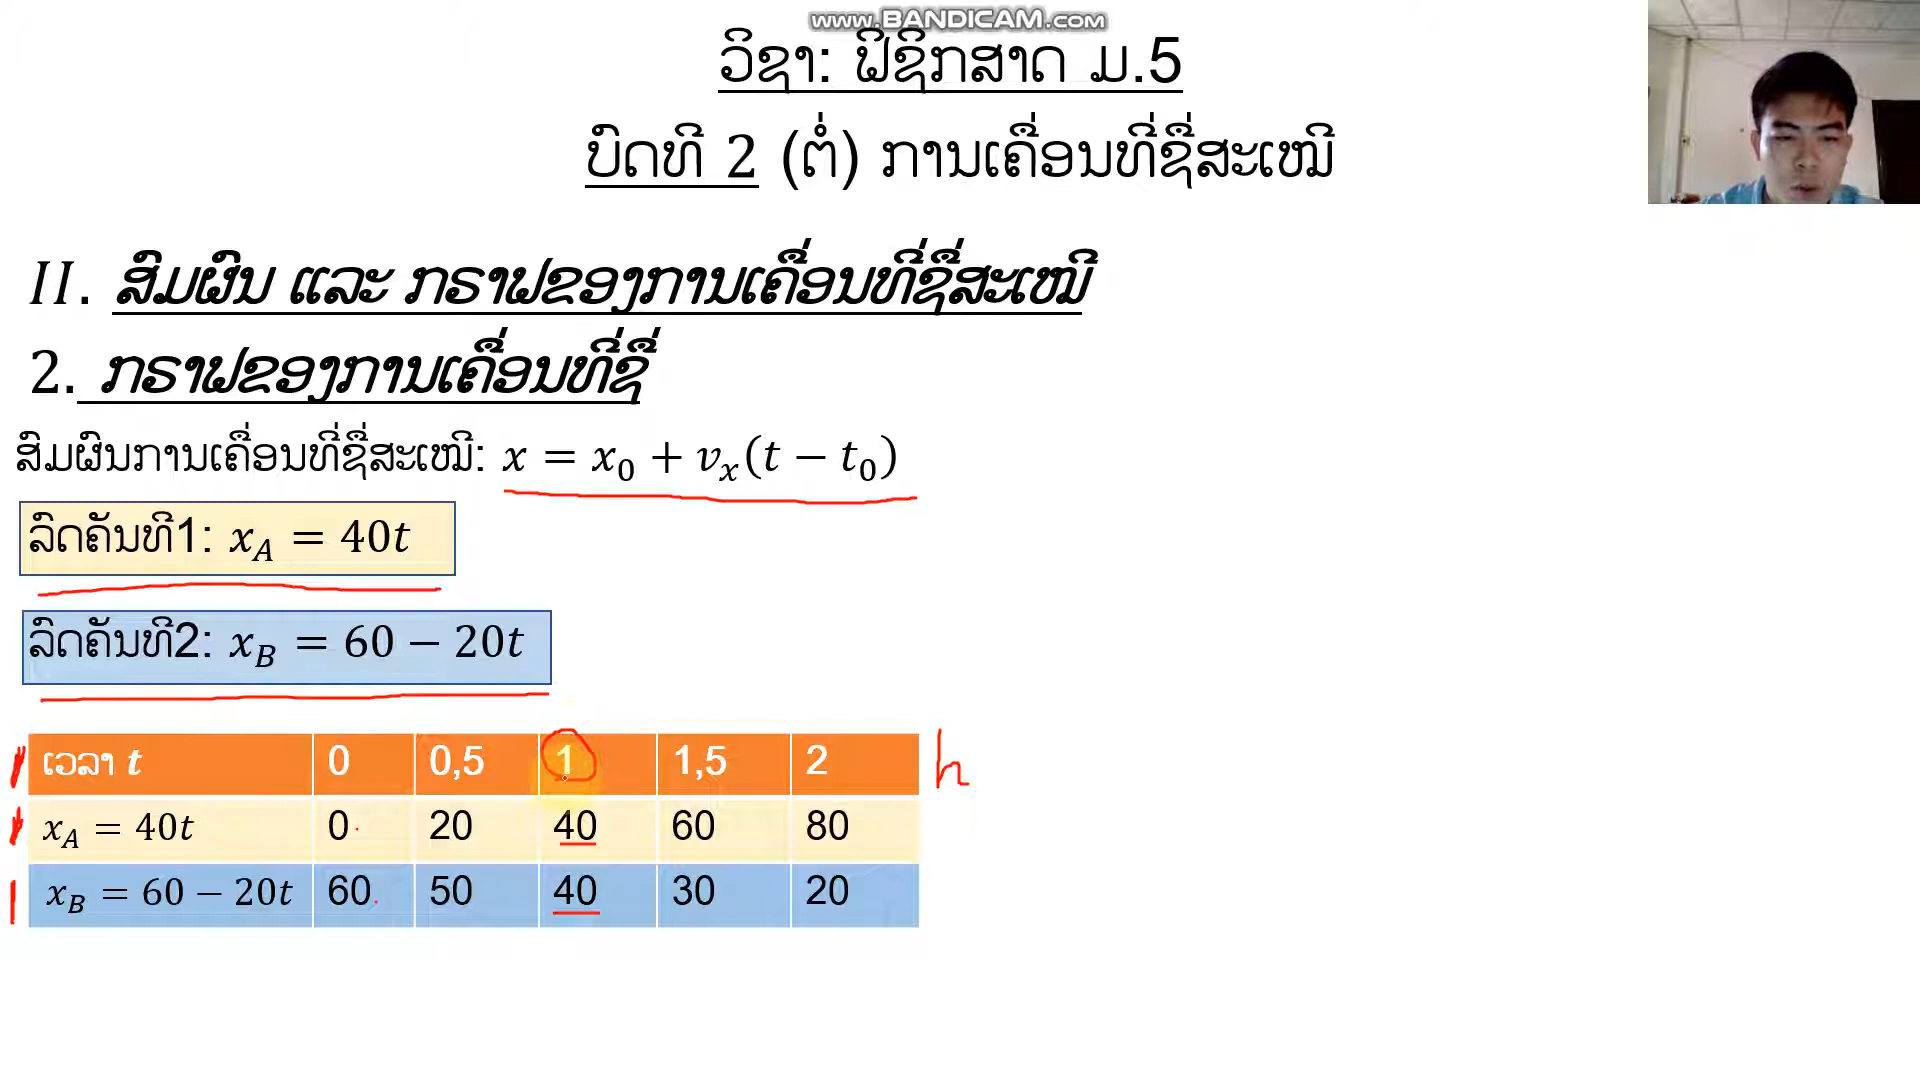 www.BANDICAM.com
ວິຊາ: ຟີຊິກສາດ ມ.5
ບົດທີ 2 (ຕໍ່) ການເຄື່ອນທີ່ຊື່ສະເໝີ
II. ສົມຜົນ ແລະ ກຣາຟຂອງການເຄື່ອນທີ່ຊື່ສະເໝີ
2. ກຣາຟຂອງການເຄື່ອນທີ່ຊື່
ສົມຜົນການເຄື່ອນທີ່ຊື່ສະເໝີ: x = x₀ + vₓ(t − t₀)
ລົດຄັນທີ1: x_A = 40t
ລົດຄັນທີ2: x_B = 60 − 20t
ເວລາ t 0 0,5 1 1,5 2 h
x_A = 40t 0 20 40 60 80
x_B = 60 − 20t 60 50 40 30 20